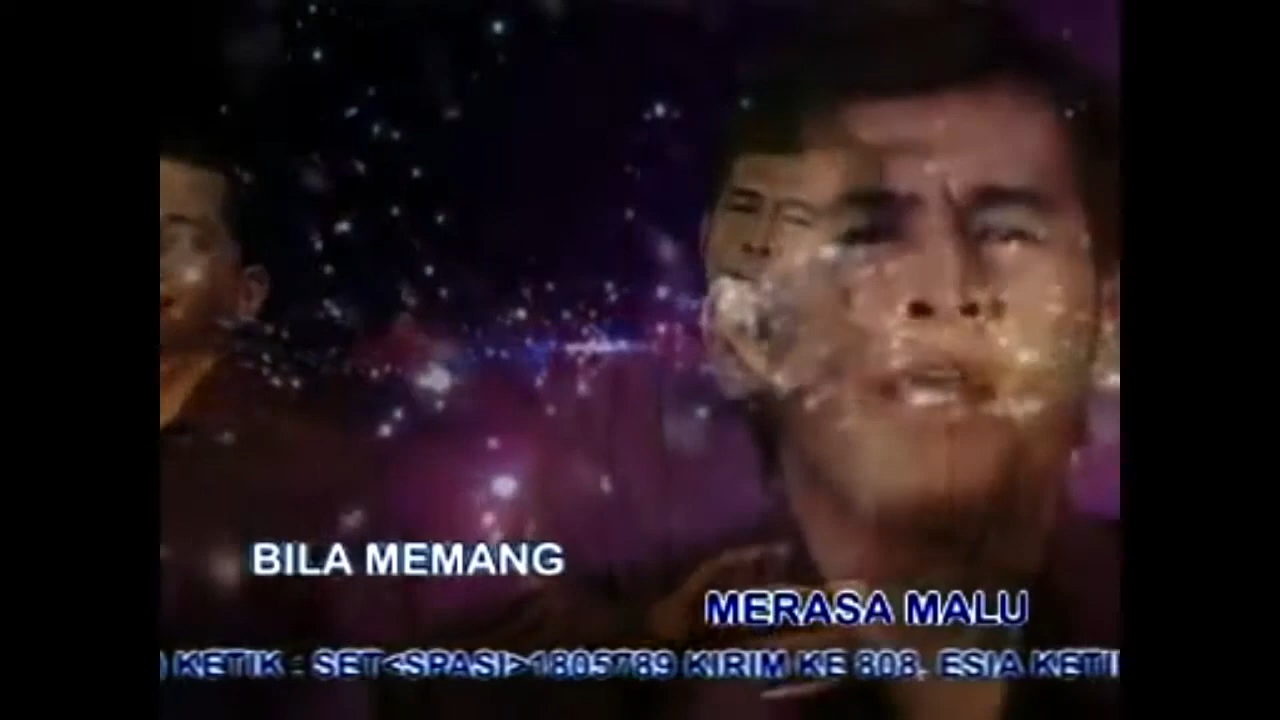 BILA MEMANG
MERASA MALU
) KETIK : SET<SPASI>1805789 KIRIM KE 808, ESIA KETI